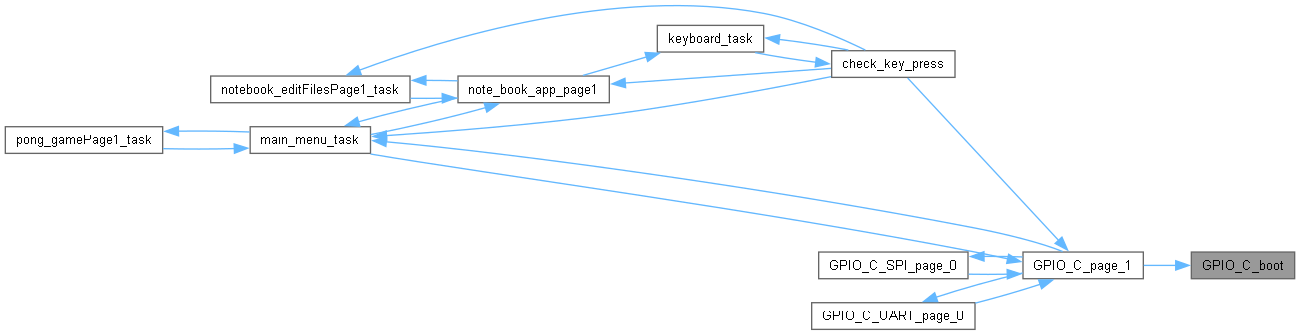 keyboard_task
check_key_press
notebook_editFilesPage1_task
note_book_app_page1
pong_gamePage1_task
main_menu_task
GPIO_C_SPI_page_0
GPIO_C_page_1
GPIO_C_boot
GPIO_C_UART_page_0